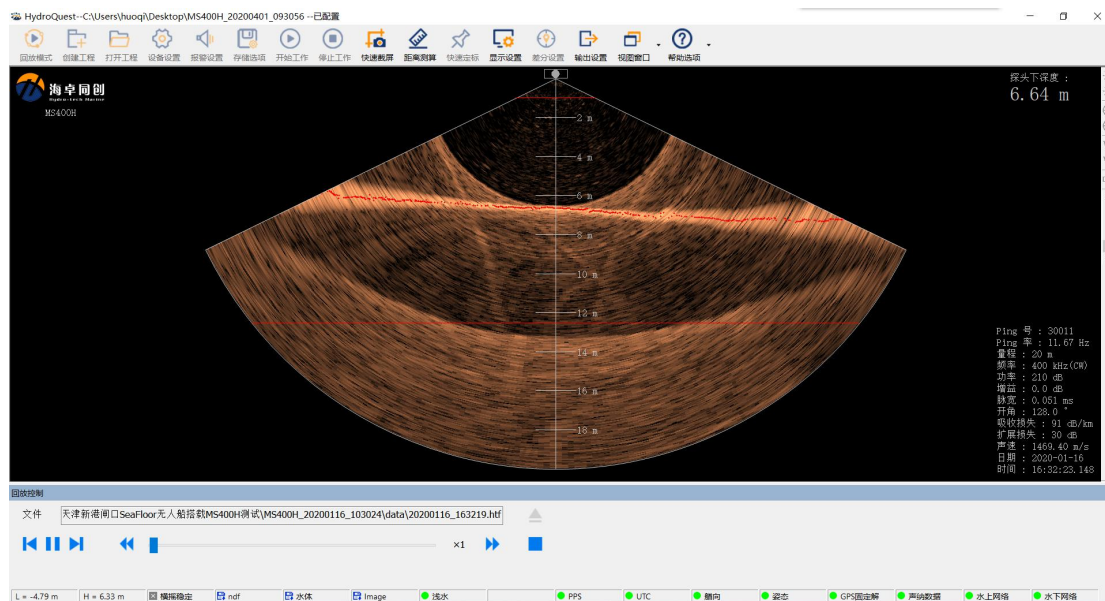 HydroQuest--C:\Users\huoqi\Desktop\MS400H_20200401_093056 --已配置
回放模式 创建工程 打开工程 设备设置 报警设置 存储选项 开始工作 停止工作 快速截屏 距离测算 快速定标 显示设置 差分设置 输出设置 视图窗口 帮助选项
海卓同创
Hydro-tech Marine
MS400H
探头下深度 :
6.64 m
2 m
4 m
6 m
8 m
10 m
12 m
14 m
16 m
18 m
Ping 号 : 30011
Ping 率 : 11.67 Hz
量程 : 20 m
频率 : 400 kHz(CW)
功率 : 210 dB
增益 : 0.0 dB
脉宽 : 0.051 ms
开角 : 128.0 °
吸收损失 : 91 dB/km
扩展损失 : 30 dB
声速 : 1469.40 m/s
日期 : 2020-01-16
时间 : 16:32:23.148
回放控制
文件 天津新港闸口SeaFloor无人船搭载MS400H测试\MS400H_20200116_103024\data\20200116_163219.htf
×1
L = -4.79 m H = 6.33 m 横摇稳定 ndf 水体 Image 浅水 PPS UTC 艏向 姿态 GPS固定解 声呐数据 水上网络 水下网络